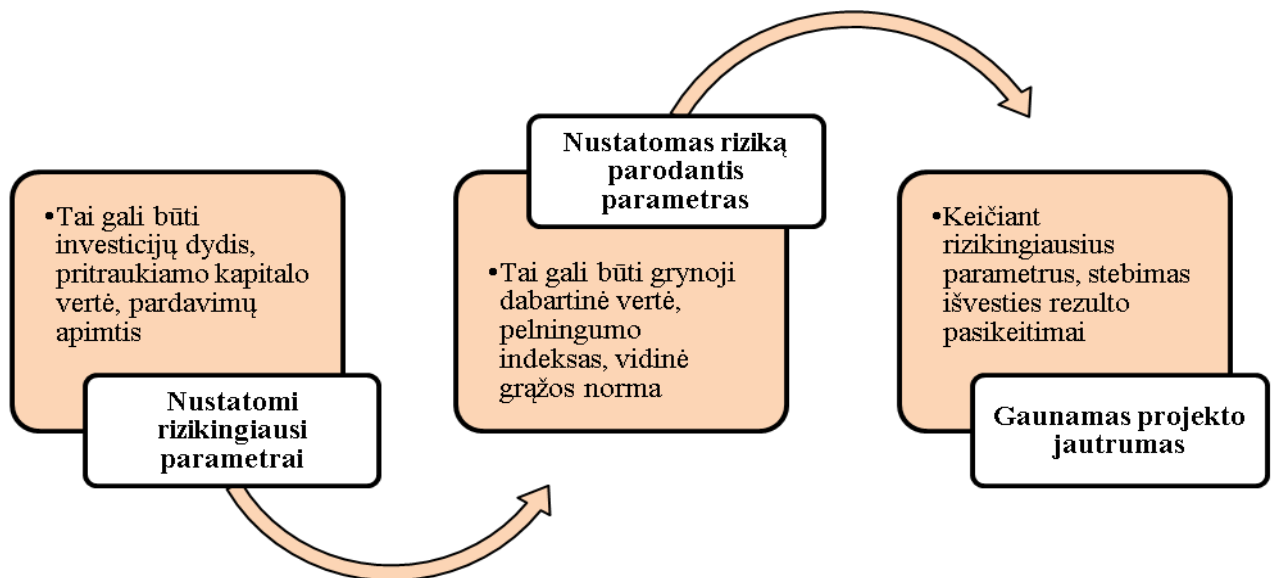 •Tai gali būti
investicijų dydis,
pritraukiamo kapitalo
vertė, pardavimų
apimtis
Nustatomi
rizikingiausi
parametrai
Nustatomas riziką
parodantis
parametras
•Tai gali būti grynoji
dabartinė vertė,
pelningumo
indeksas, vidinė
grąžos norma
•Keičiant
rizikingiausius
parametrus, stebimas
išvesties rezulto
pasikeitimai
Gaunamas projekto
jautrumas